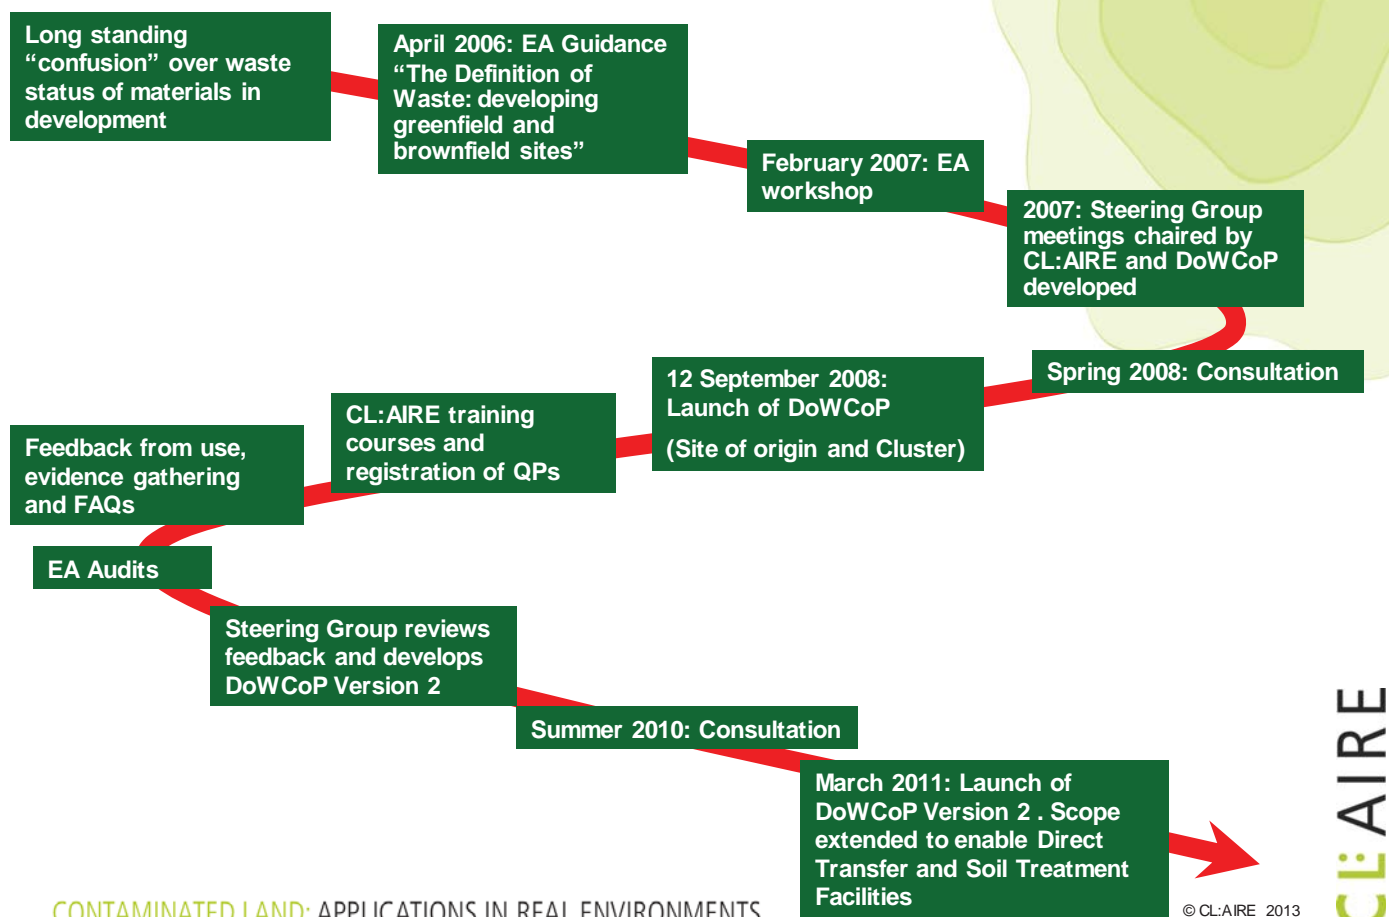 Long standing
“confusion” over waste
status of materials in
development
April 2006: EA Guidance
“The Definition of
Waste: developing
greenfield and
brownfield sites”
February 2007: EA
workshop
2007: Steering Group
meetings chaired by
CL:AIRE and DoWCoP
developed
Spring 2008: Consultation
12 September 2008:
Launch of DoWCoP
(Site of origin and Cluster)
CL:AIRE training
courses and
registration of QPs
Feedback from use,
evidence gathering
and FAQs
EA Audits
Steering Group reviews
feedback and develops
DoWCoP Version 2
Summer 2010: Consultation
March 2011: Launch of
DoWCoP Version 2 . Scope
extended to enable Direct
Transfer and Soil Treatment
Facilities
CL:AIRE
CONTAMINATED LAND: APPLICATIONS IN REAL ENVIRONMENTS
© CL:AIRE 2013